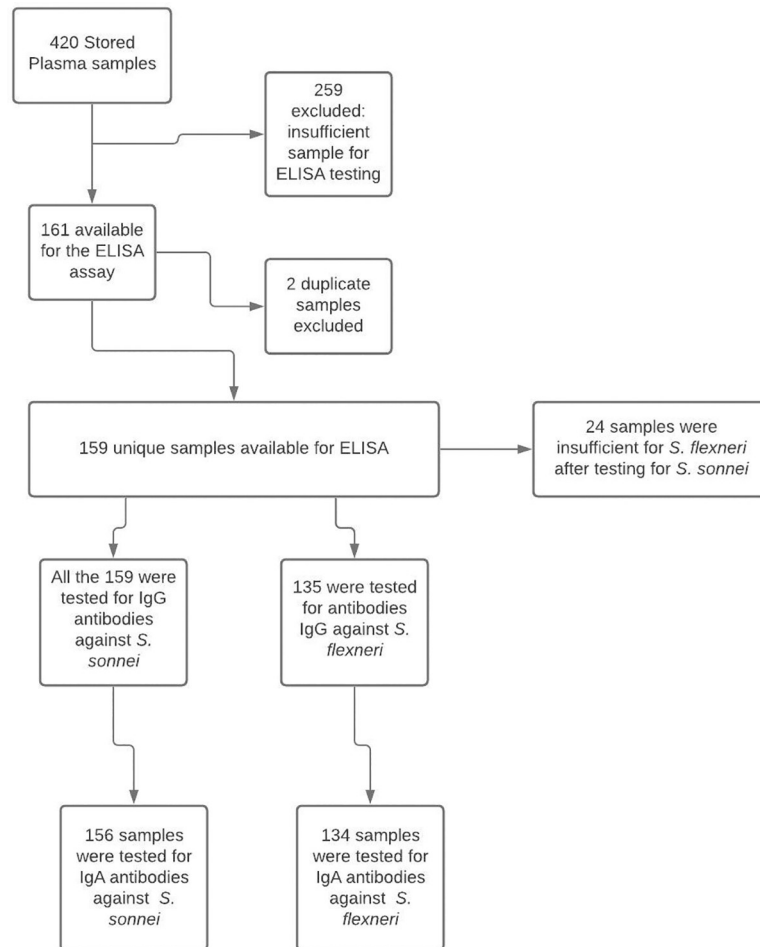 420 Stored
Plasma samples
259
excluded:
insufficient
sample for
ELISA testing
161 available
for the ELISA
assay
2 duplicate
samples
excluded
159 unique samples available for ELISA
24 samples were
insufficient for S. flexneri
after testing for S. sonnei
All the 159 were
tested for IgG
antibodies
against S.
sonnei
135 were tested
for antibodies
IgG against S.
flexneri
156 samples
were tested for
IgA antibodies
against S.
sonnei
134 samples
were tested for
IgA antibodies
against S.
flexneri